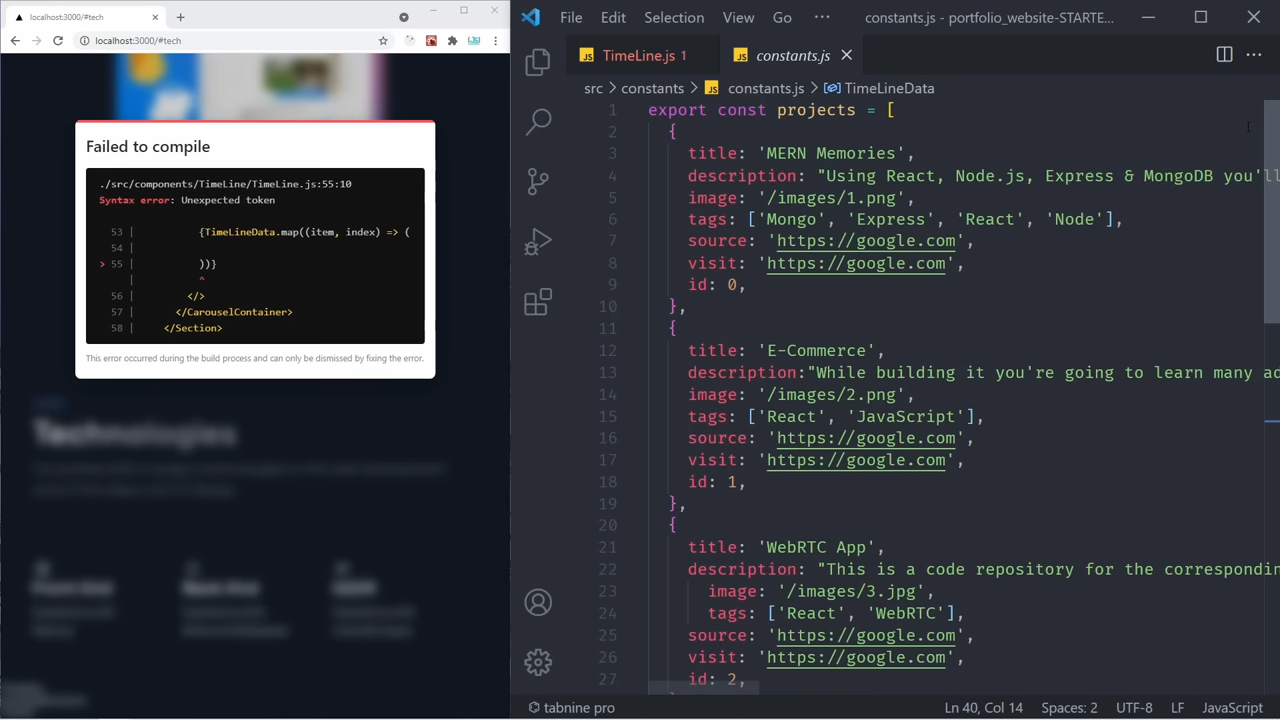 localhost:3000/#tech
localhost:3000/#tech
Failed to compile
./src/components/TimeLine/TimeLine.js:55:10
Syntax error: Unexpected token
53 | {TimeLineData.map((item, index) => (
54 |
> 55 | ))}
| ^
56 | </>
57 | </CarouselContainer>
58 | </Section>
This error occurred during the build process and can only be dismissed by fixing the error.
Technologies
File Edit Selection View Go ··· constants.js - portfolio_website-STARTE...
JS TimeLine.js 1 JS constants.js
src > constants > JS constants.js > TimeLineData
1 export const projects = [
2 {
3 title: 'MERN Memories',
4 description: "Using React, Node.js, Express & MongoDB you'll
5 image: '/images/1.png',
6 tags: ['Mongo', 'Express', 'React', 'Node'],
7 source: 'https://google.com',
8 visit: 'https://google.com',
9 id: 0,
10 },
11 {
12 title: 'E-Commerce',
13 description:"While building it you're going to learn many ad
14 image: '/images/2.png',
15 tags: ['React', 'JavaScript'],
16 source: 'https://google.com',
17 visit: 'https://google.com',
18 id: 1,
19 },
20 {
21 title: 'WebRTC App',
22 description: "This is a code repository for the correspondin
23 image: '/images/3.jpg',
24 tags: ['React', 'WebRTC'],
25 source: 'https://google.com',
26 visit: 'https://google.com',
27 id: 2,
tabnine pro Ln 40, Col 14 Spaces: 2 UTF-8 LF JavaScript